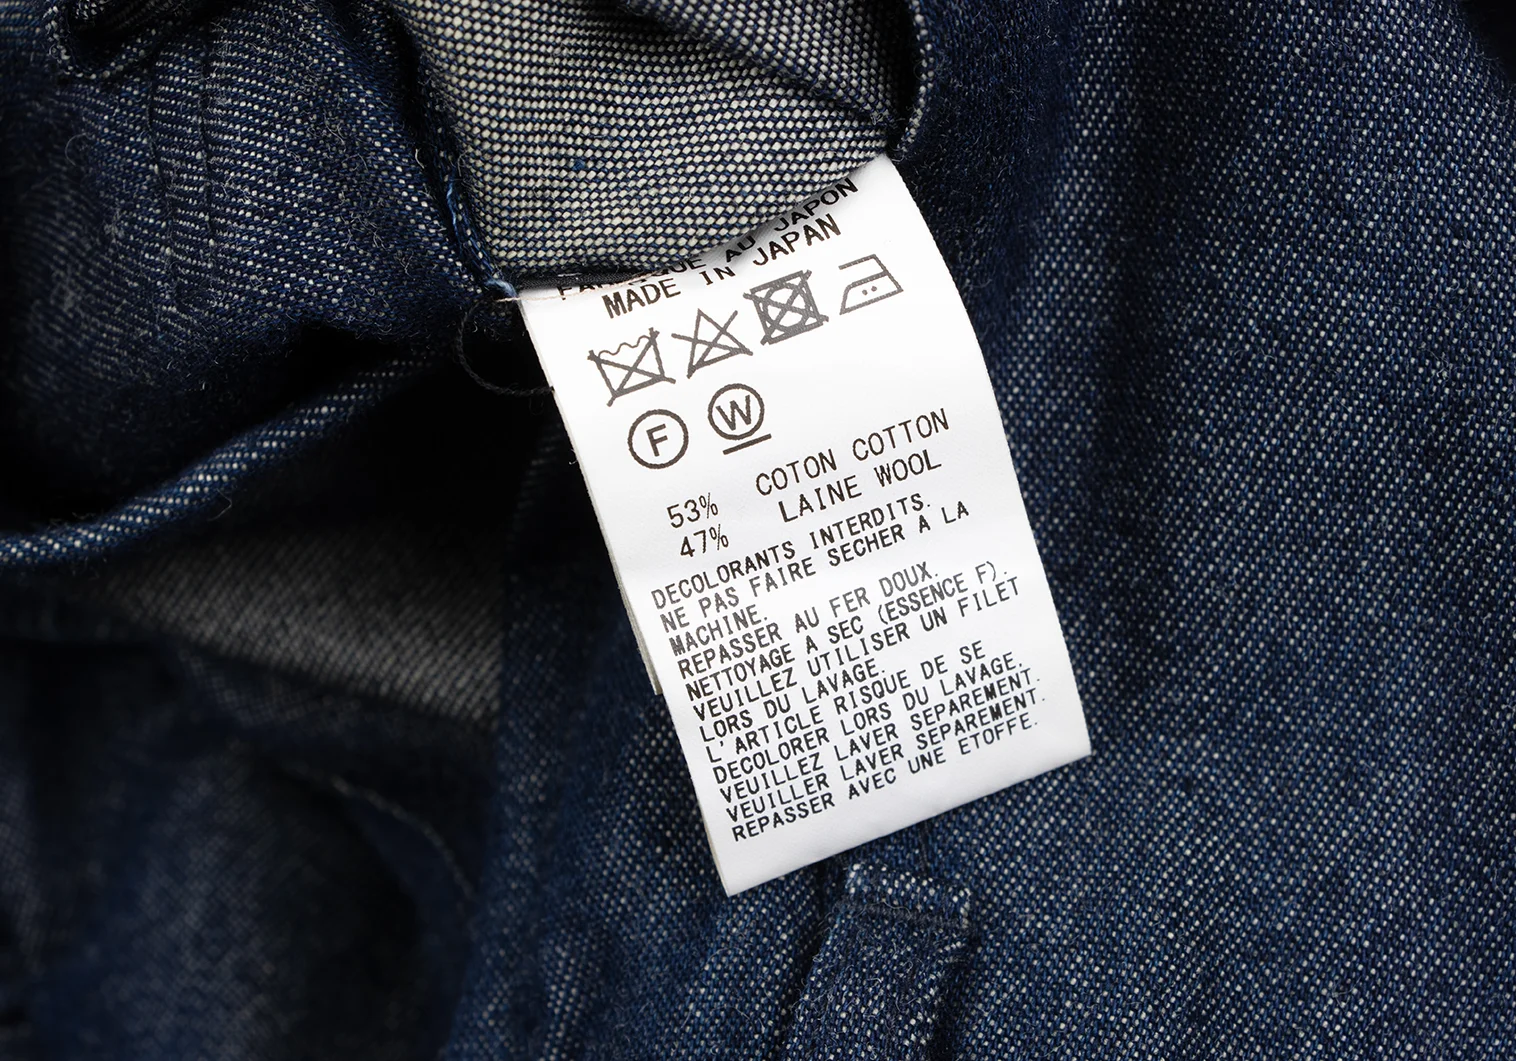 AU JAPON
MADE IN JAPAN
F W
53% COTON COTTON
47% LAINE WOOL
DECOLORANTS INTERDITS.
NE PAS FAIRE SECHER A LA
MACHINE.
REPASSER AU FER DOUX.
NETTOYAGE A SEC (ESSENCE F).
VEUILLEZ UTILISER UN FILET
LORS DU LAVAGE.
L'ARTICLE RISQUE DE SE
DECOLORER LORS DU LAVAGE.
VEUILLEZ LAVER SEPAREMENT.
VEUILLER LAVER SEPAREMENT.
REPASSER AVEC UNE ETOFFE.